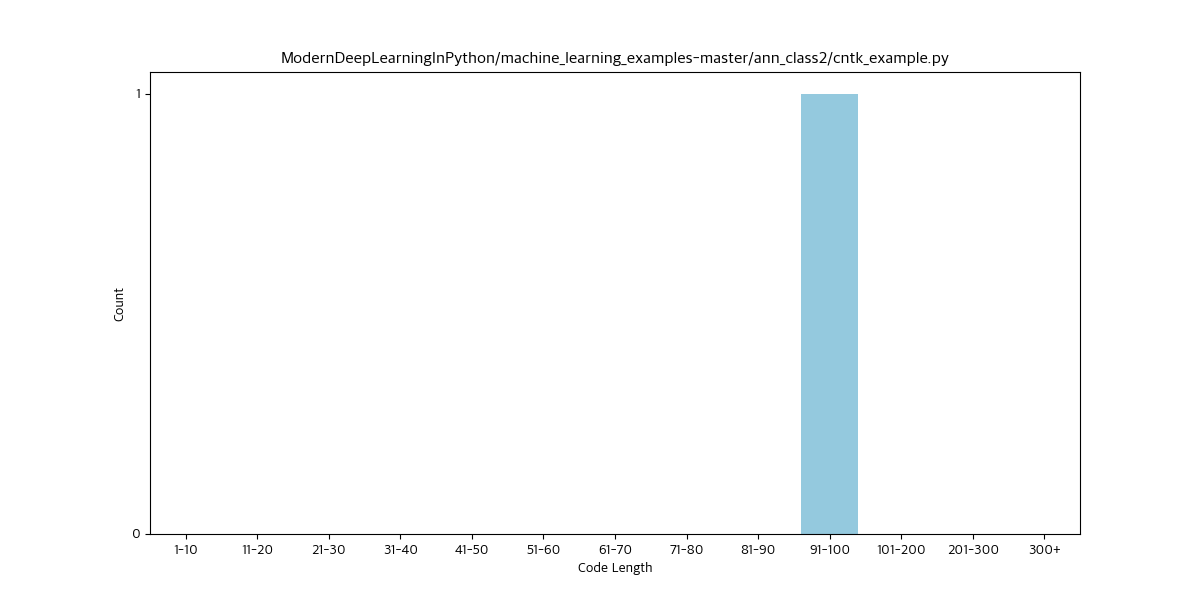 ModernDeepLearningInPython/machine_learning_examples-master/ann_class2/cntk_example.py
Count
1
0
1-10 11-20 21-30 31-40 41-50 51-60 61-70 71-80 81-90 91-100 101-200 201-300 300+
Code Length